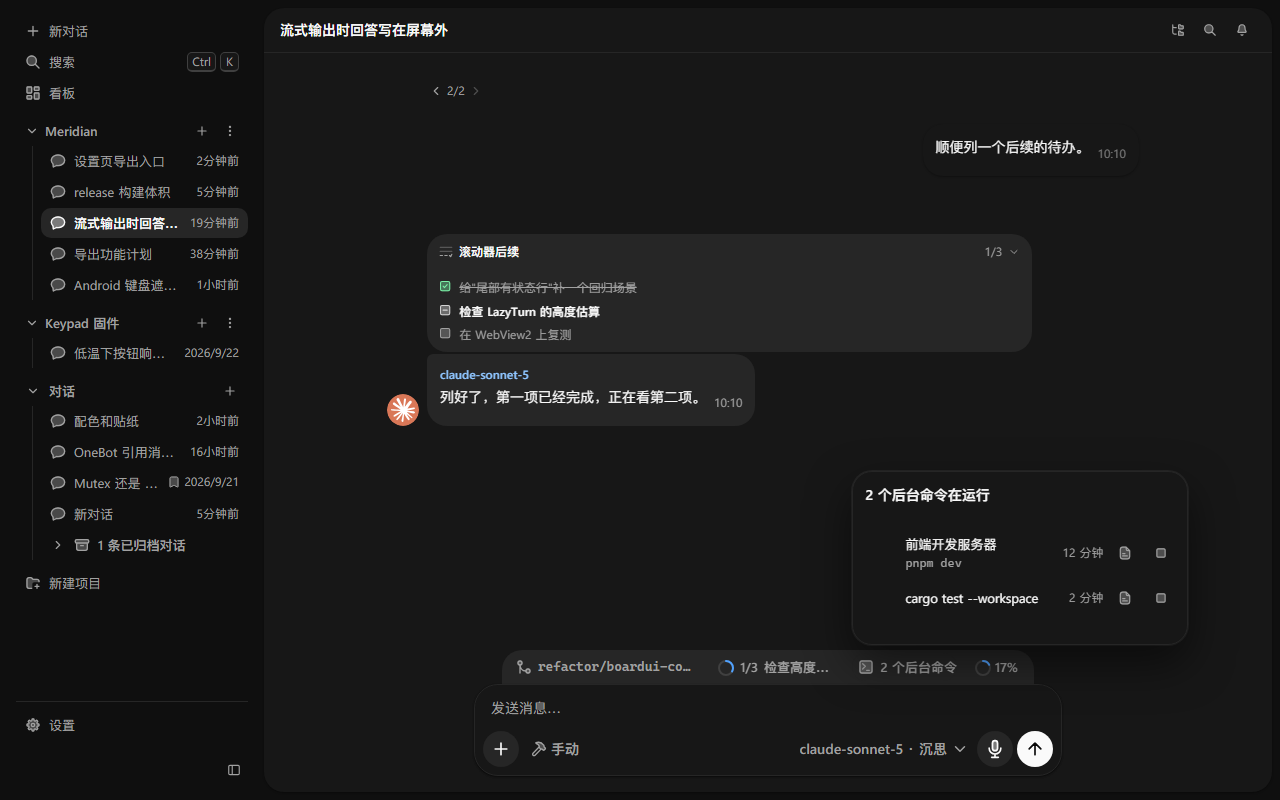 新对话
搜索 Ctrl K
看板
Meridian
设置页导出入口 2分钟前
release 构建体积 5分钟前
流式输出时回答... 19分钟前
导出功能计划 38分钟前
Android 键盘遮... 1小时前
Keypad 固件
低温下按钮响... 2026/9/22
对话
配色和贴纸 2小时前
OneBot 引用消... 16小时前
Mutex 还是 ... 2026/9/21
新对话 5分钟前
1 条已归档对话
新建项目
设置
流式输出时回答写在屏幕外
2/2
顺便列一个后续的待办。 10:10
滚动器后续 1/3
给"尾部有状态行"补一个回归场景
检查 LazyTurn 的高度估算
在 WebView2 上复测
claude-sonnet-5
列好了，第一项已经完成，正在看第二项。 10:10
2 个后台命令在运行
前端开发服务器 12 分钟
pnpm dev
cargo test --workspace 2 分钟
refactor/boardui-co... 1/3 检查高度... 2 个后台命令 17%
发送消息...
手动 claude-sonnet-5 · 沉思